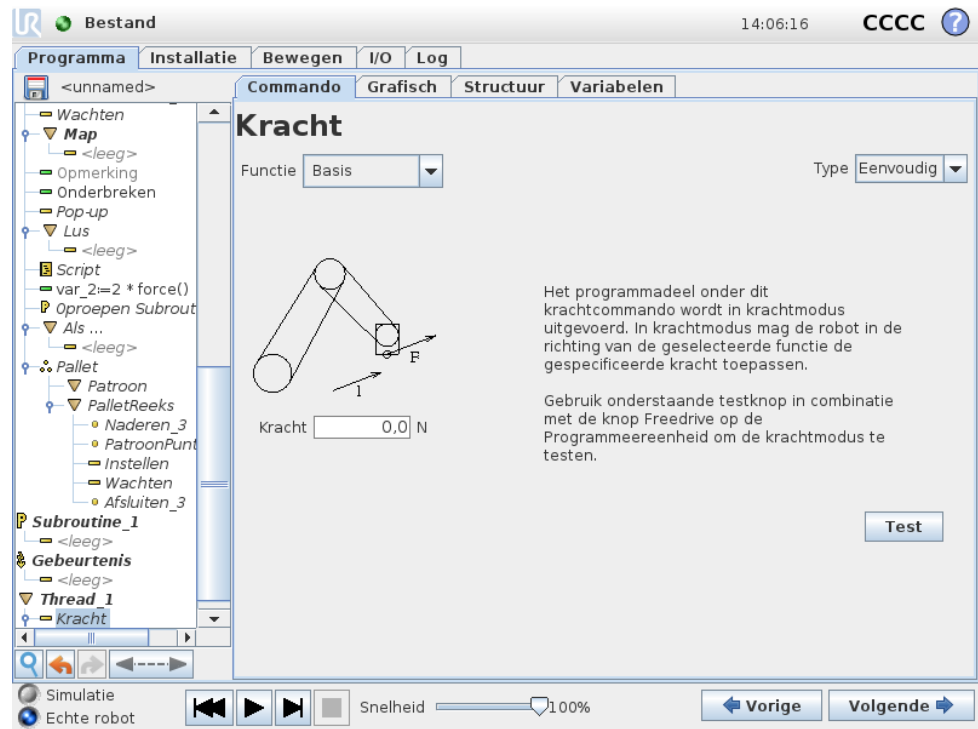 UR Bestand 14:06:16 CCCC ?
Programma Installatie Bewegen I/O Log
<unnamed>
Commando Grafisch Structuur Variabelen
Wachten
Map
<leeg>
Opmerking
Onderbreken
Pop-up
Lus
<leeg>
Script
var_2:=2 * force()
Oproepen Subrout
Als ...
<leeg>
Pallet
Patroon
PalletReeks
Naderen_3
PatroonPunt
Instellen
Wachten
Afsluiten_3
P Subroutine_1
<leeg>
Gebeurtenis
<leeg>
Thread_1
Kracht
Kracht
Functie Basis Type Eenvoudig
F
1
Kracht 0,0 N
Het programmadeel onder dit
krachtcommando wordt in krachtmodus
uitgevoerd. In krachtmodus mag de robot in de
richting van de geselecteerde functie de
gespecificeerde kracht toepassen.
Gebruik onderstaande testknop in combinatie
met de knop Freedrive op de
Programmeereenheid om de krachtmodus te
testen.
Test
Simulatie
Echte robot
Snelheid 100%
Vorige Volgende